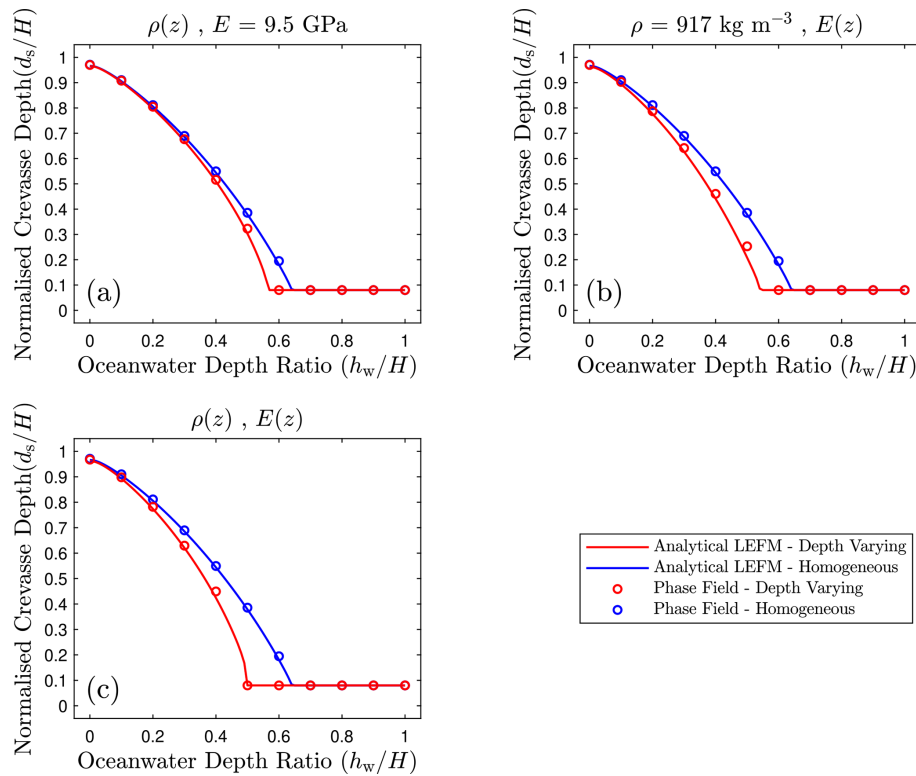 ρ(z) , E = 9.5 GPa
Normalised Crevasse Depth(d_s/H)
1
0.9
0.8
0.7
0.6
0.5
0.4
0.3
0.2
0.1
0
(a)
0 0.2 0.4 0.6 0.8 1
Oceanwater Depth Ratio (h_w/H)
ρ = 917 kg m⁻³ , E(z)
Normalised Crevasse Depth(d_s/H)
1
0.9
0.8
0.7
0.6
0.5
0.4
0.3
0.2
0.1
0
(b)
0 0.2 0.4 0.6 0.8 1
Oceanwater Depth Ratio (h_w/H)
ρ(z) , E(z)
Normalised Crevasse Depth(d_s/H)
1
0.9
0.8
0.7
0.6
0.5
0.4
0.3
0.2
0.1
0
(c)
0 0.2 0.4 0.6 0.8 1
Oceanwater Depth Ratio (h_w/H)
Analytical LEFM - Depth Varying
Analytical LEFM - Homogeneous
Phase Field - Depth Varying
Phase Field - Homogeneous